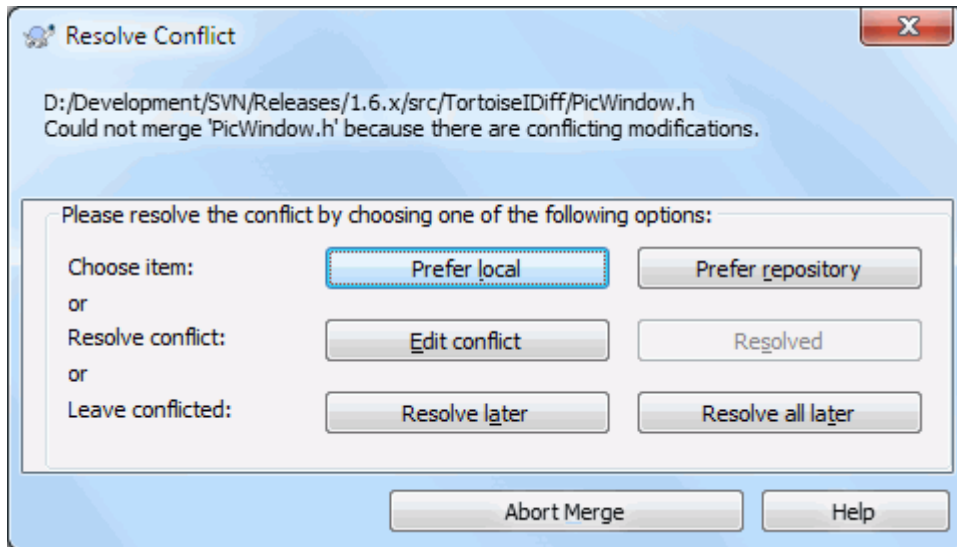 Resolve Conflict
D:/Development/SVN/Releases/1.6.x/src/TortoiseIDiff/PicWindow.h
Could not merge 'PicWindow.h' because there are conflicting modifications.
Please resolve the conflict by choosing one of the following options:
Choose item: Prefer local Prefer repository
or
Resolve conflict: Edit conflict Resolved
or
Leave conflicted: Resolve later Resolve all later
Abort Merge Help